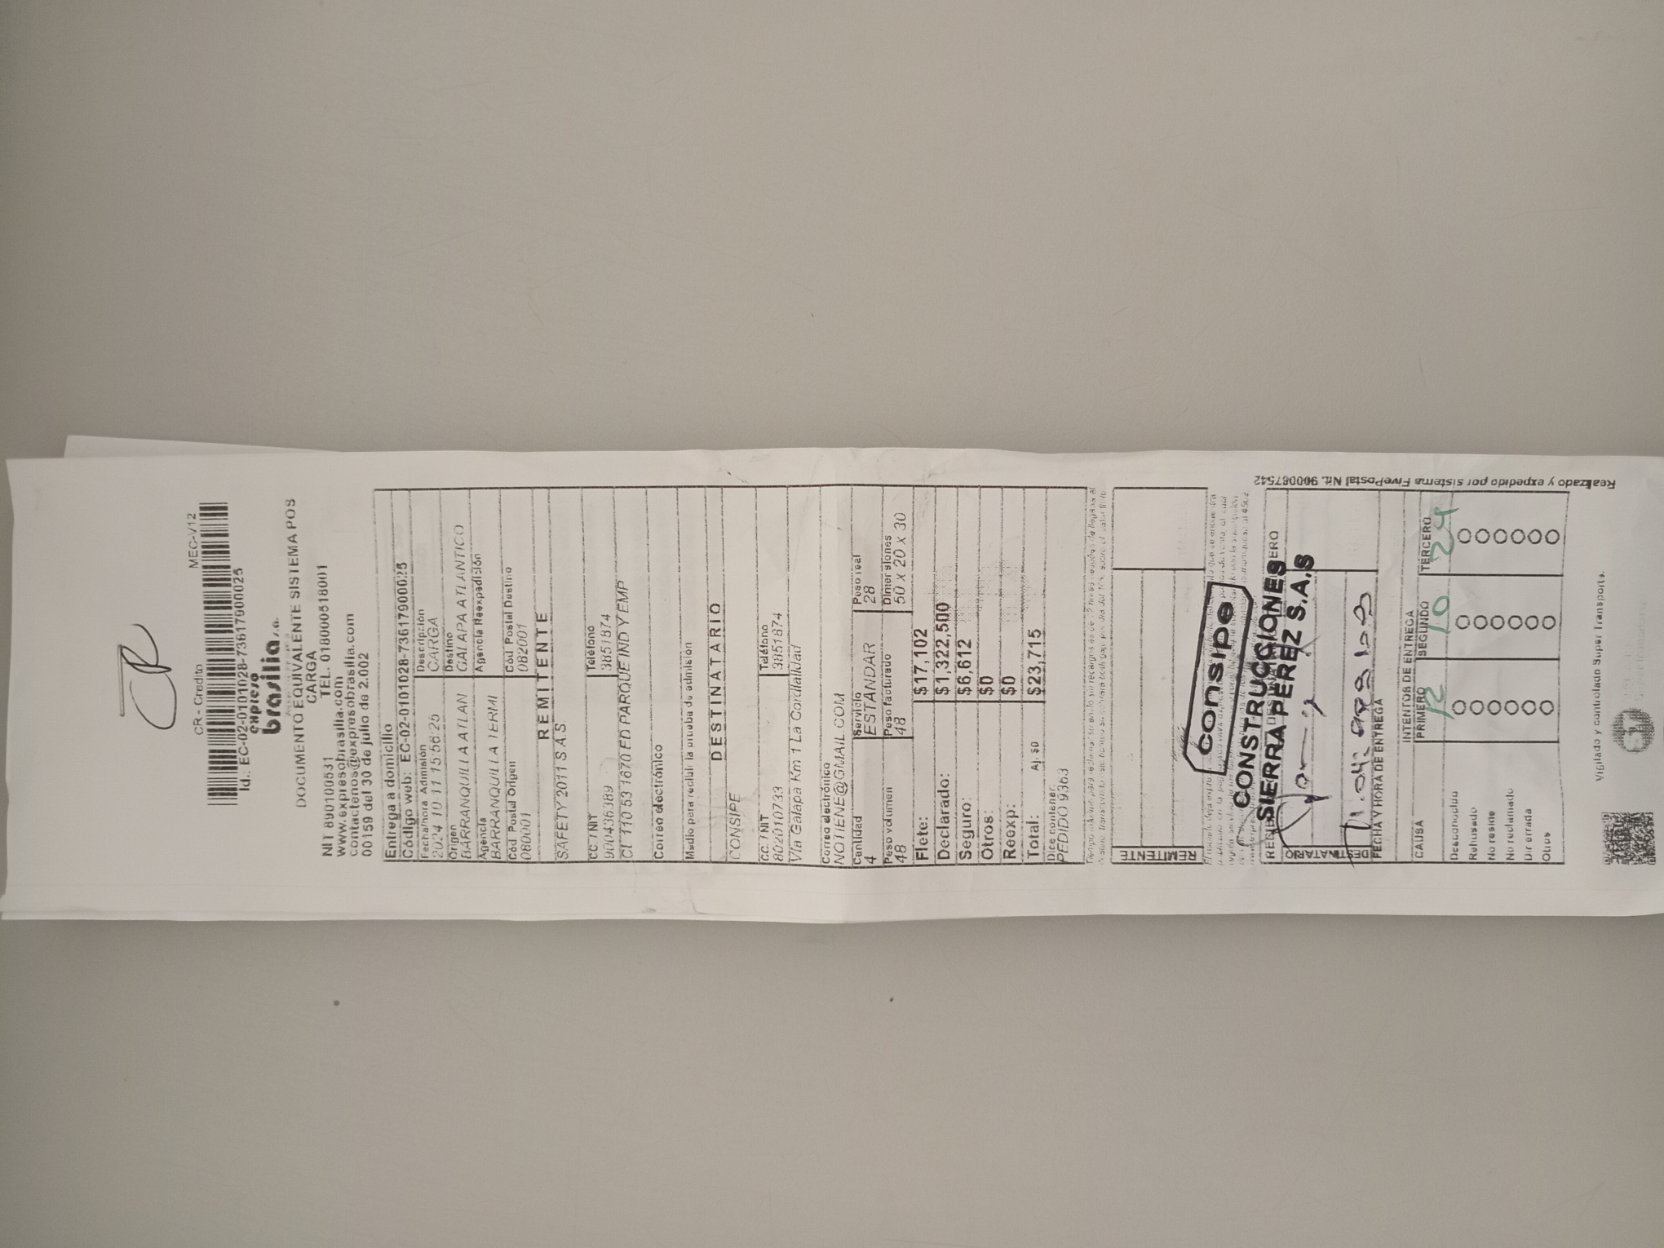 CR
CR - Credito MEC-V12
Id.: EC-02-0101028-73617900025
expreso
brasilia s.a.
DOCUMENTO EQUIVALENTE SISTEMA POS
CARGA
NIT 890100531 TEL. 018000518001
www.expresobrasilia.com
contactenos@expresobrasilia.com
00159 del 30 de julio de 2.002
Entrega a domicilio
Código web: EC-02-0101028-73617900025
Fecha/hora Admisión Descripción
2024 10 11 15:56:25 CARGA
Origen Destino
BARRANQUILLA ATLAN GALAPA ATLANTICO
Agencia Agencia Reexpedición
BARRANQUILLA TERMI
Cód Postal Origen Cód Postal Destino
080001 082001
REMITENTE
SAFETY 2011 S A S
CC / NIT Teléfono
900436389 3851874
CL 110 53 1670 ED PARQUE IND Y EMP
Correo electrónico
Medio para recibir la prueba de admisión
DESTINATARIO
CONSIPE
CC / NIT Teléfono
802010733 3851874
Via Galapa Km 1 La Cordialidad
Correo electrónico
NOTIENE@GMAIL.COM
Cantidad Servicio Peso real
4 ESTANDAR 28
Peso volumen Peso facturado Dimensiones
48 48 50 x 20 x 30
Flete: $17,102
Declarado: $1,322,500
Seguro: $6,612
Otros: $0
Reexp: $0
Total: Aj. $0 $23,715
Dice contener
PEDIDO 9363
REMITENTE
consipe
CONSTRUCCIONES
SIERRA PEREZ S.A.S
DESTINATARIO
FECHA Y HORA DE ENTREGA
INTENTOS DE ENTREGA
CAUSA PRIMERO SEGUNDO TERCERO
12 10 24
Desconocido
Rehusado
No reside
No reclamado
Dir errada
Otros
Realizado y expedido por sistema FivePostal Nit. 900087542
Vigilado y controlado Super Transporte.